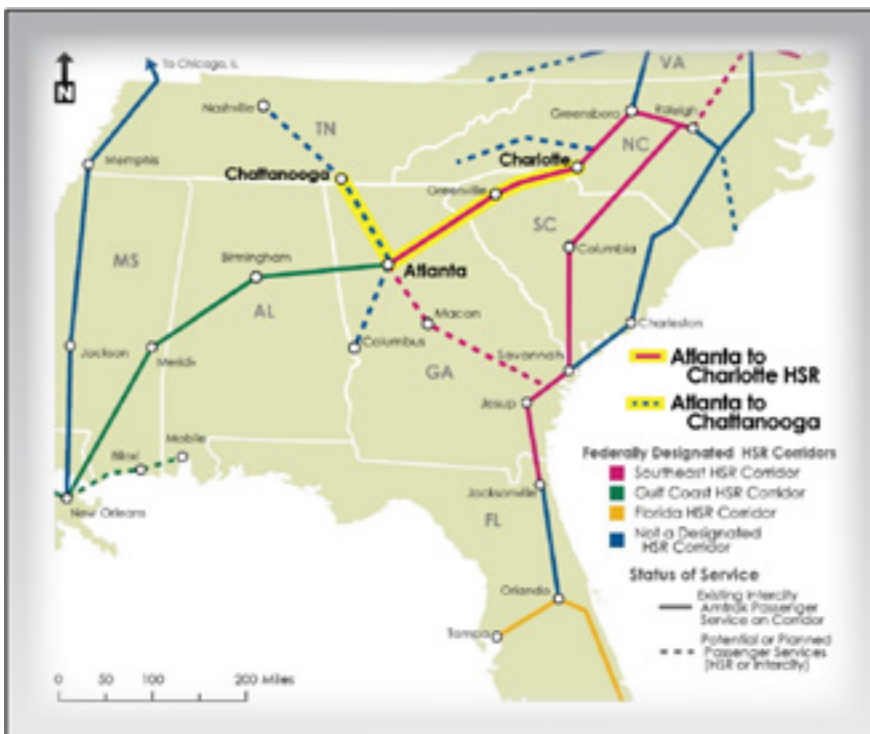 To Chicago, IL
N
VA
Nashville
Greensboro
Raleigh
TN
NC
Memphis
Charlotte
Chattanooga
Greenville
SC
MS
Birmingham
Columbia
Atlanta
AL
Macon
Charleston
Jackson
Columbus
Savannah
GA
Atlanta to
Charlotte HSR
Jesup
Atlanta to
Chattanooga
Mobile
Federally Designated HSR Corridors
Southeast HSR Corridor
Jacksonville
Gulf Coast HSR Corridor
New Orleans
Florida HSR Corridor
FL
Not a Designated
HSR Corridor
Status of Service
Orlando
Existing Intercity
Amtrak Passenger
Service on Corridor
Tampa
Potential or Planned
Passenger Services
(HSR or Intercity)
0 50 100 200 Miles